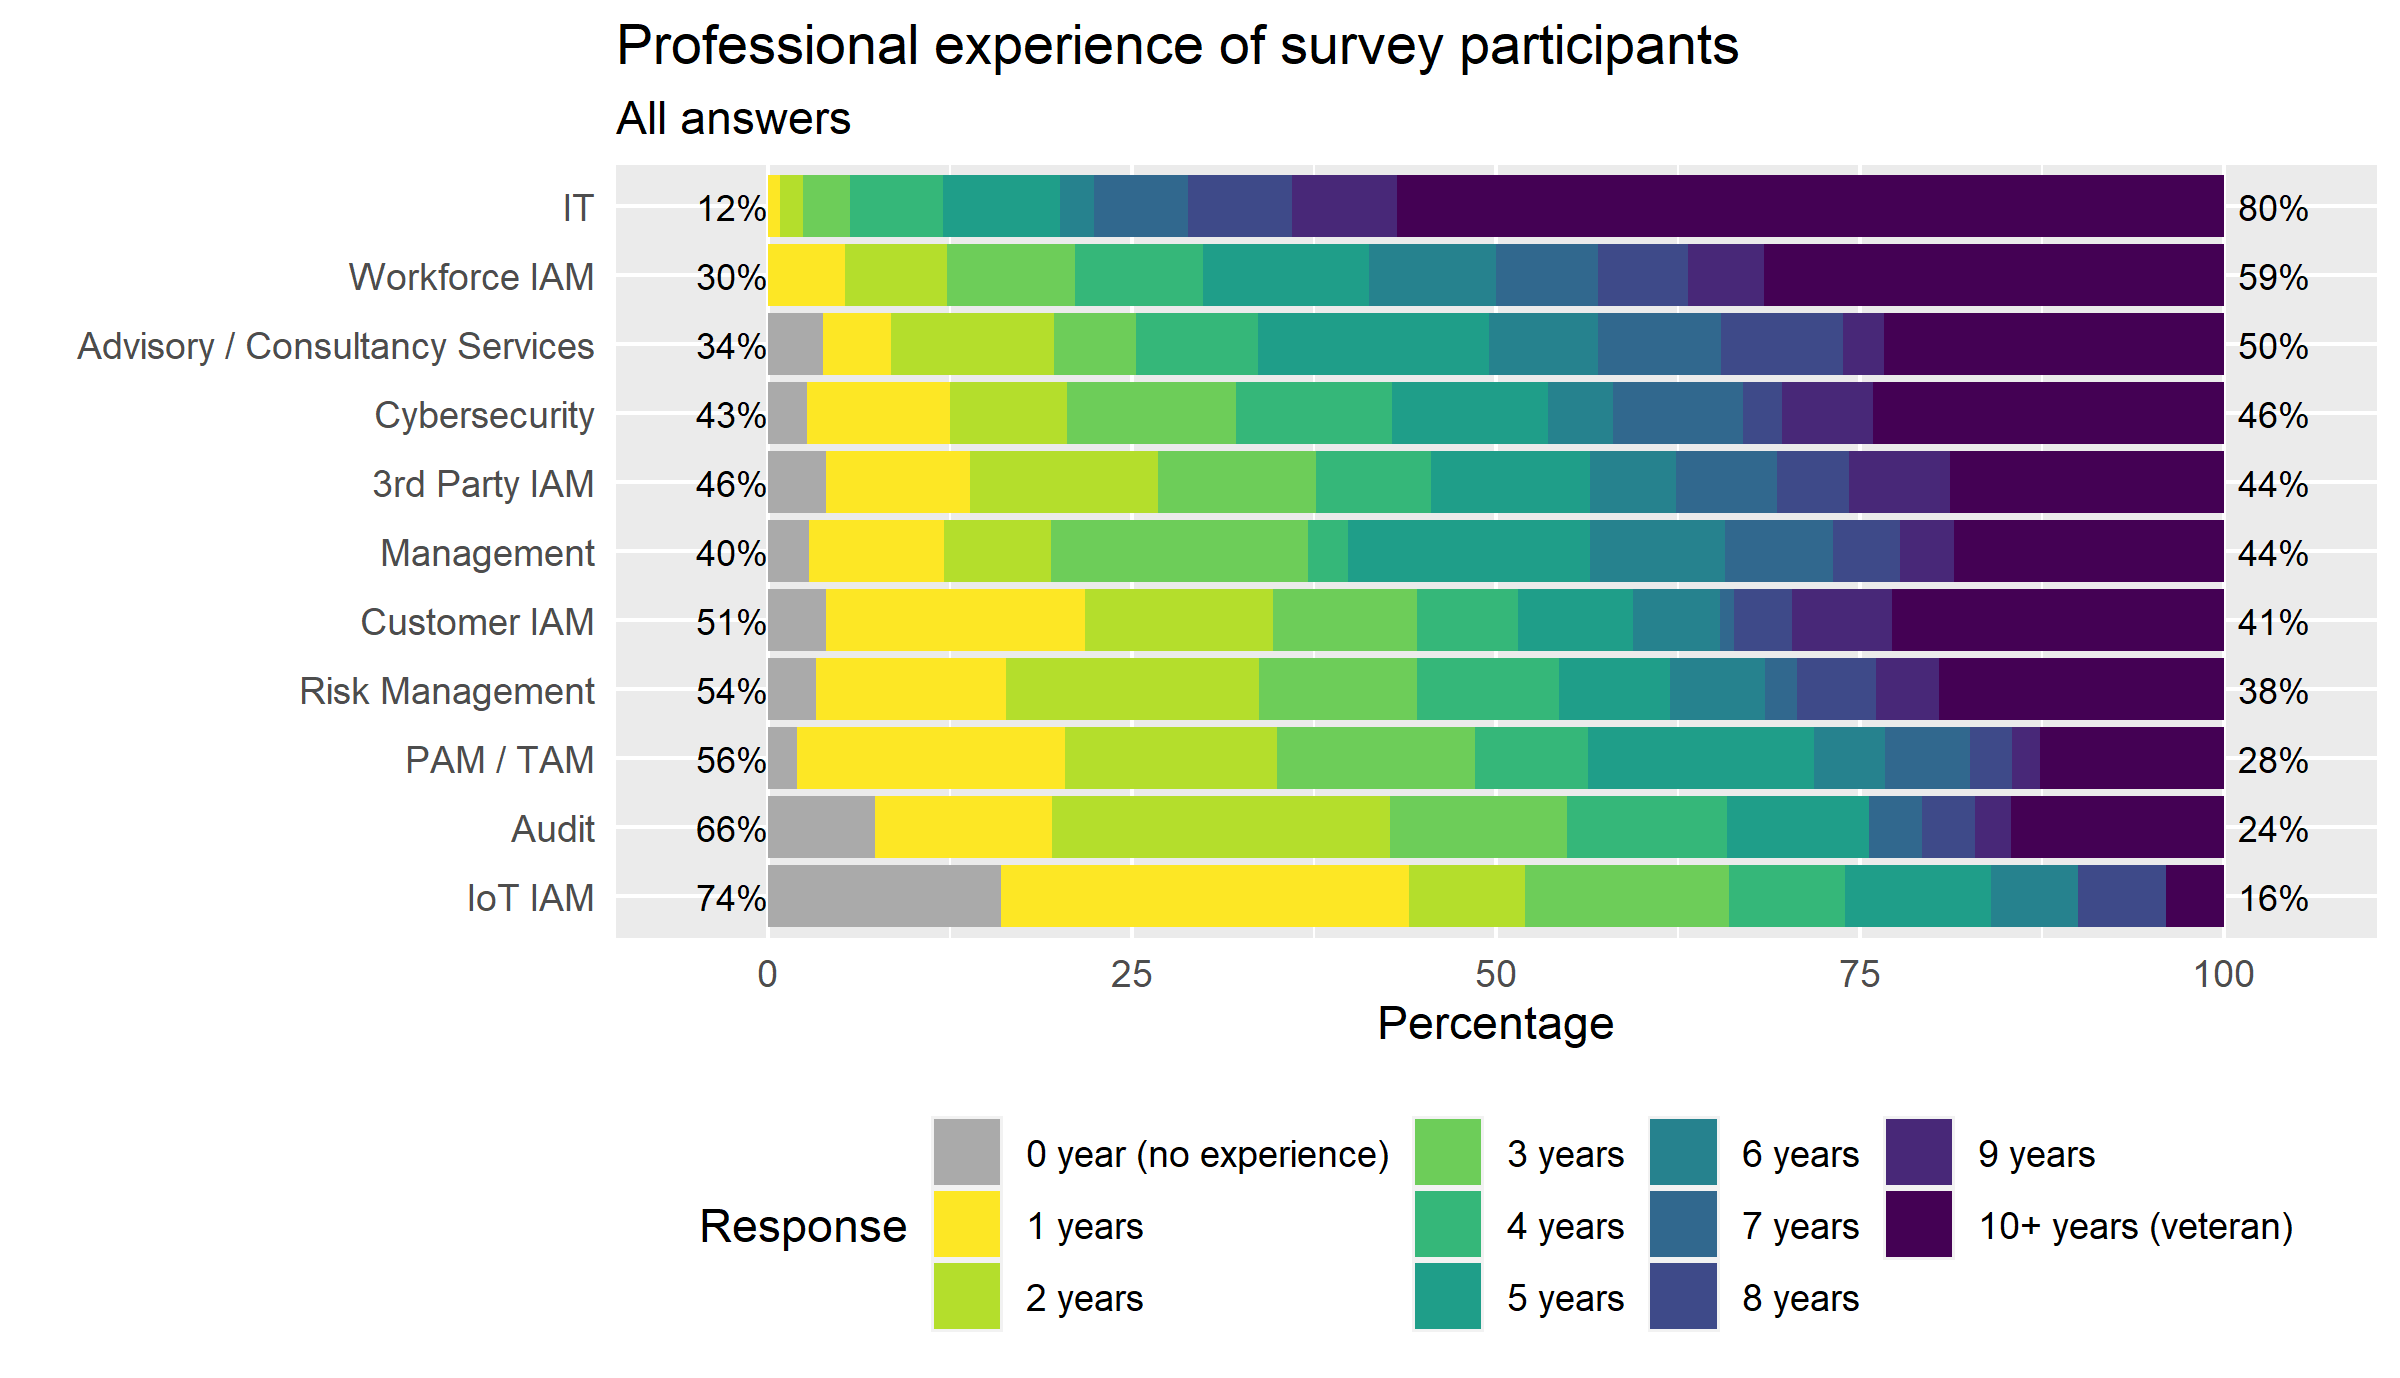 Professional experience of survey participants
All answers
IT 12% 80%
Workforce IAM 30% 59%
Advisory / Consultancy Services 34% 50%
Cybersecurity 43% 46%
3rd Party IAM 46% 44%
Management 40% 44%
Customer IAM 51% 41%
Risk Management 54% 38%
PAM / TAM 56% 28%
Audit 66% 24%
IoT IAM 74% 16%
0 25 50 75 100
Percentage
Response
0 year (no experience)
1 years
2 years
3 years
4 years
5 years
6 years
7 years
8 years
9 years
10+ years (veteran)